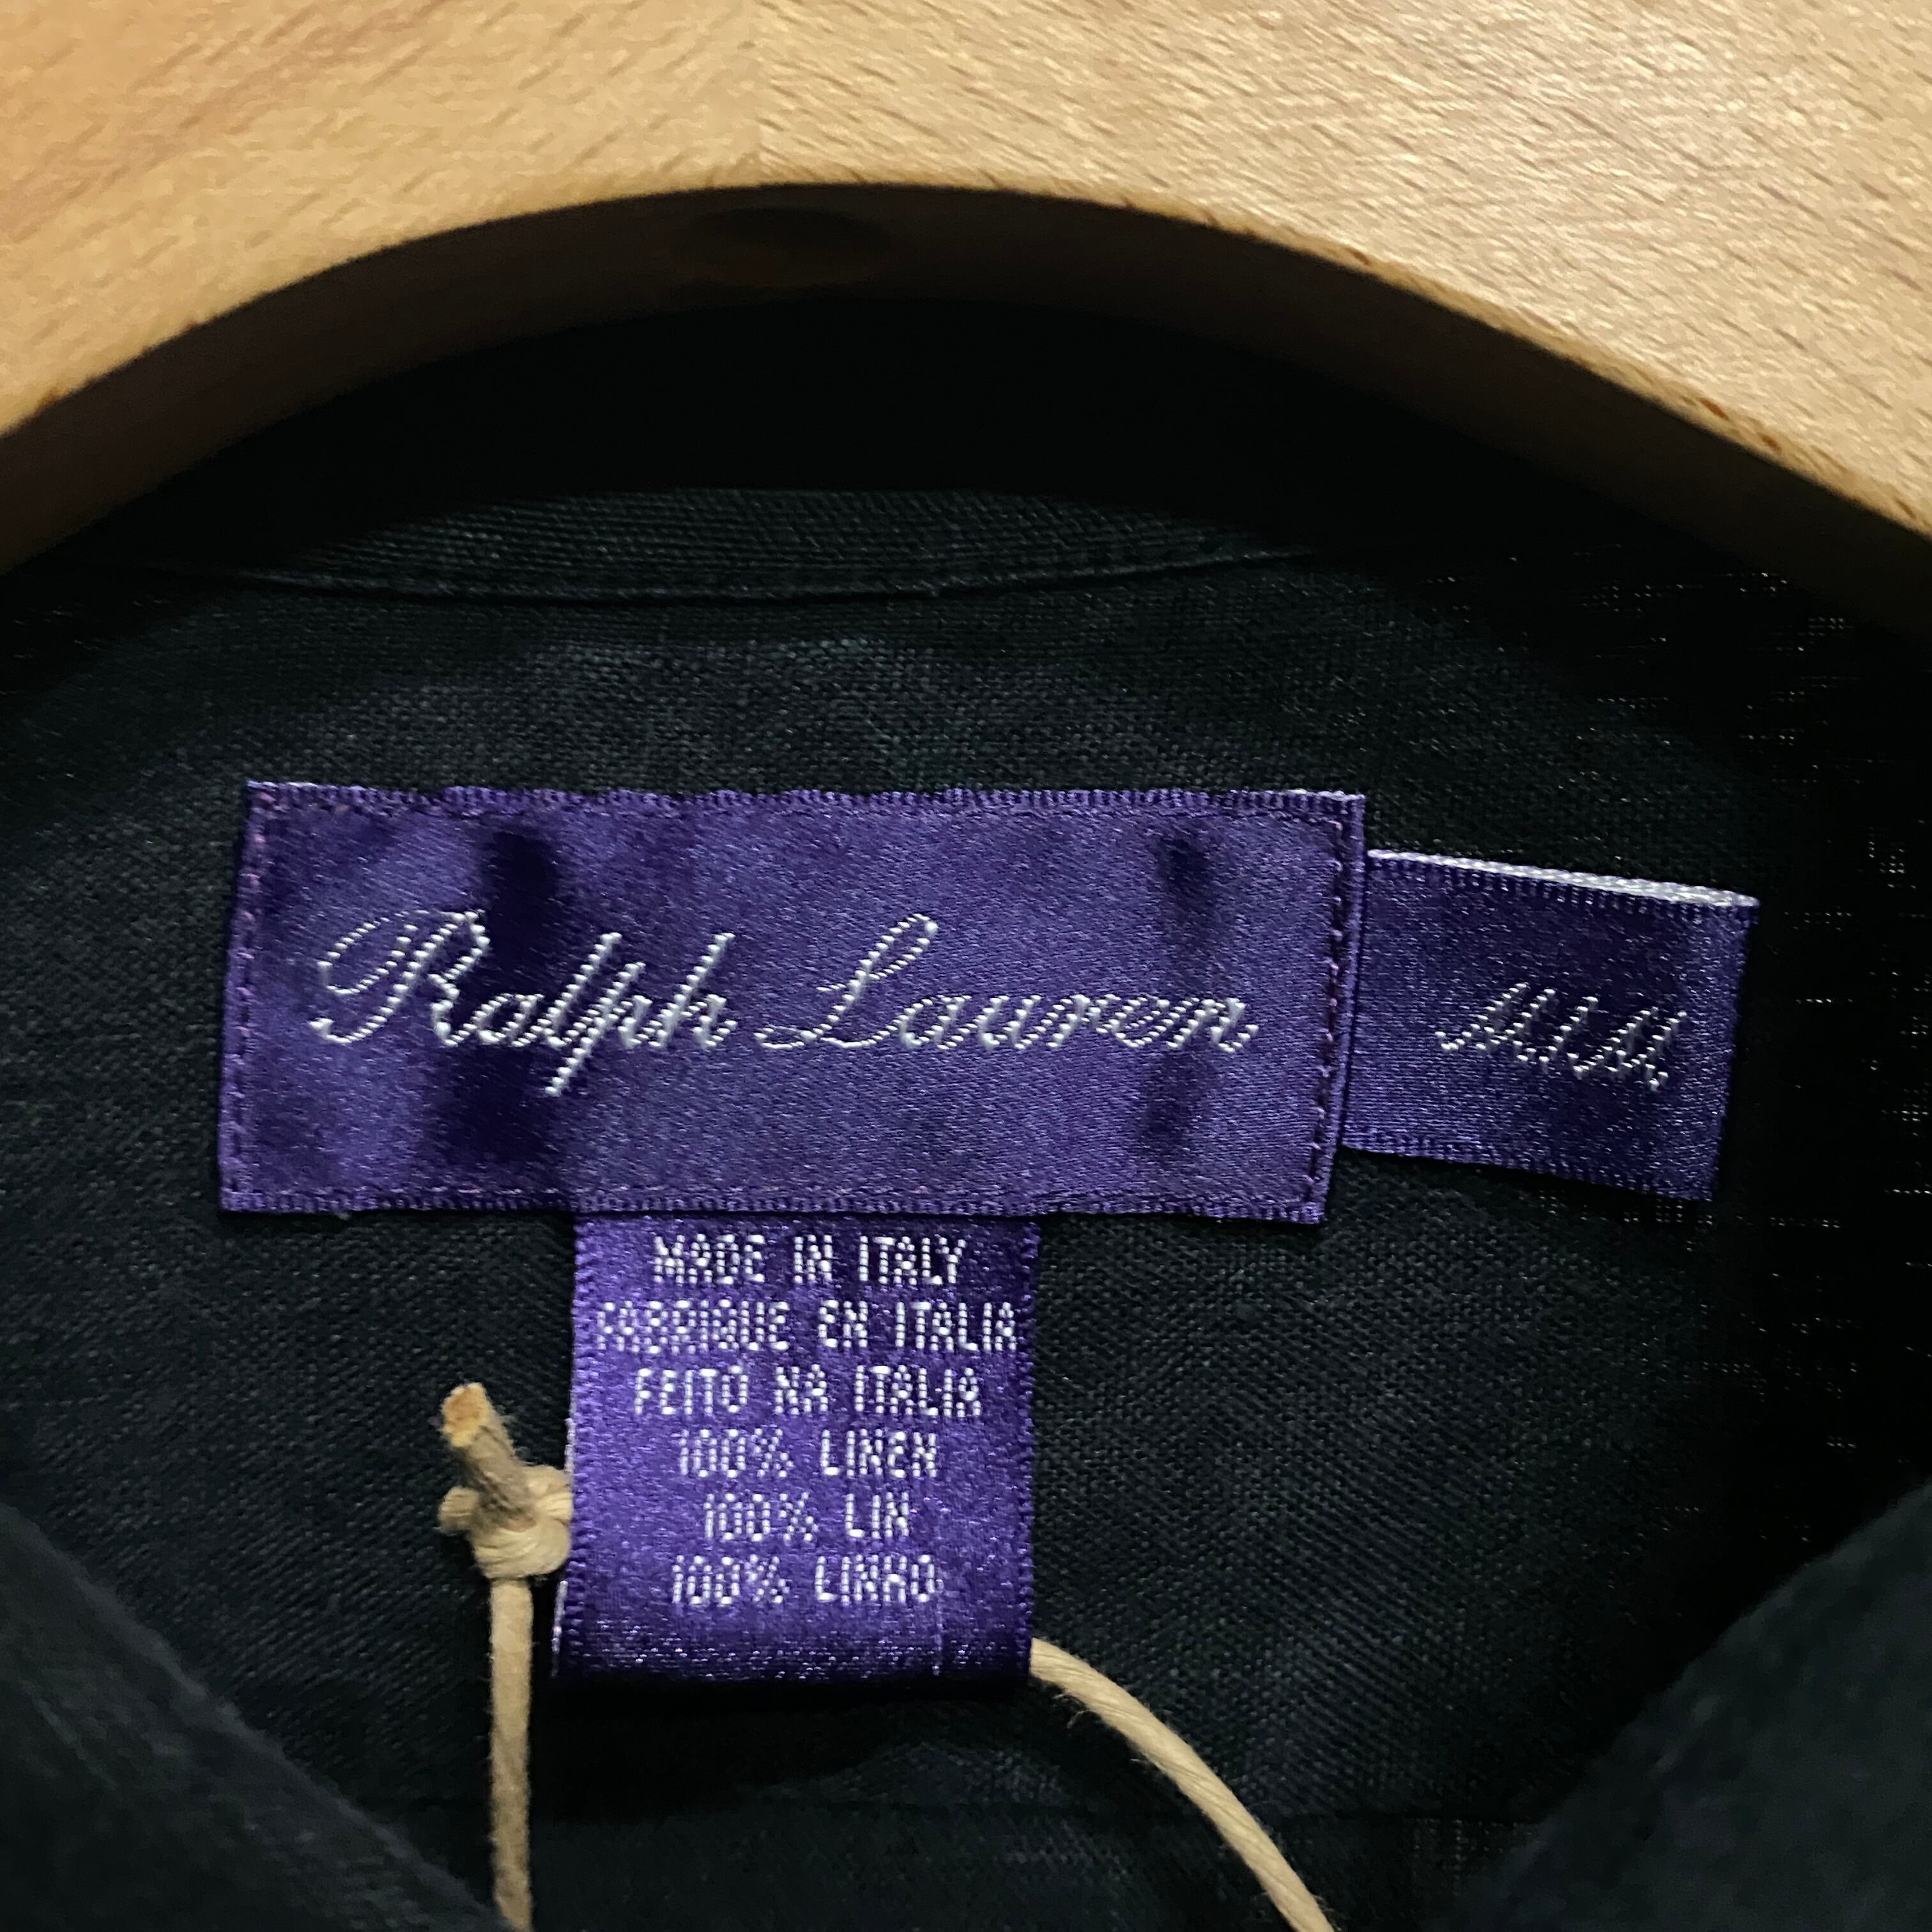 Ralph Lauren
M/M
MADE IN ITALY
FABRIQUE EN ITALIA
FEITO NA ITALIA
100% LINEN
100% LIN
100% LINHO